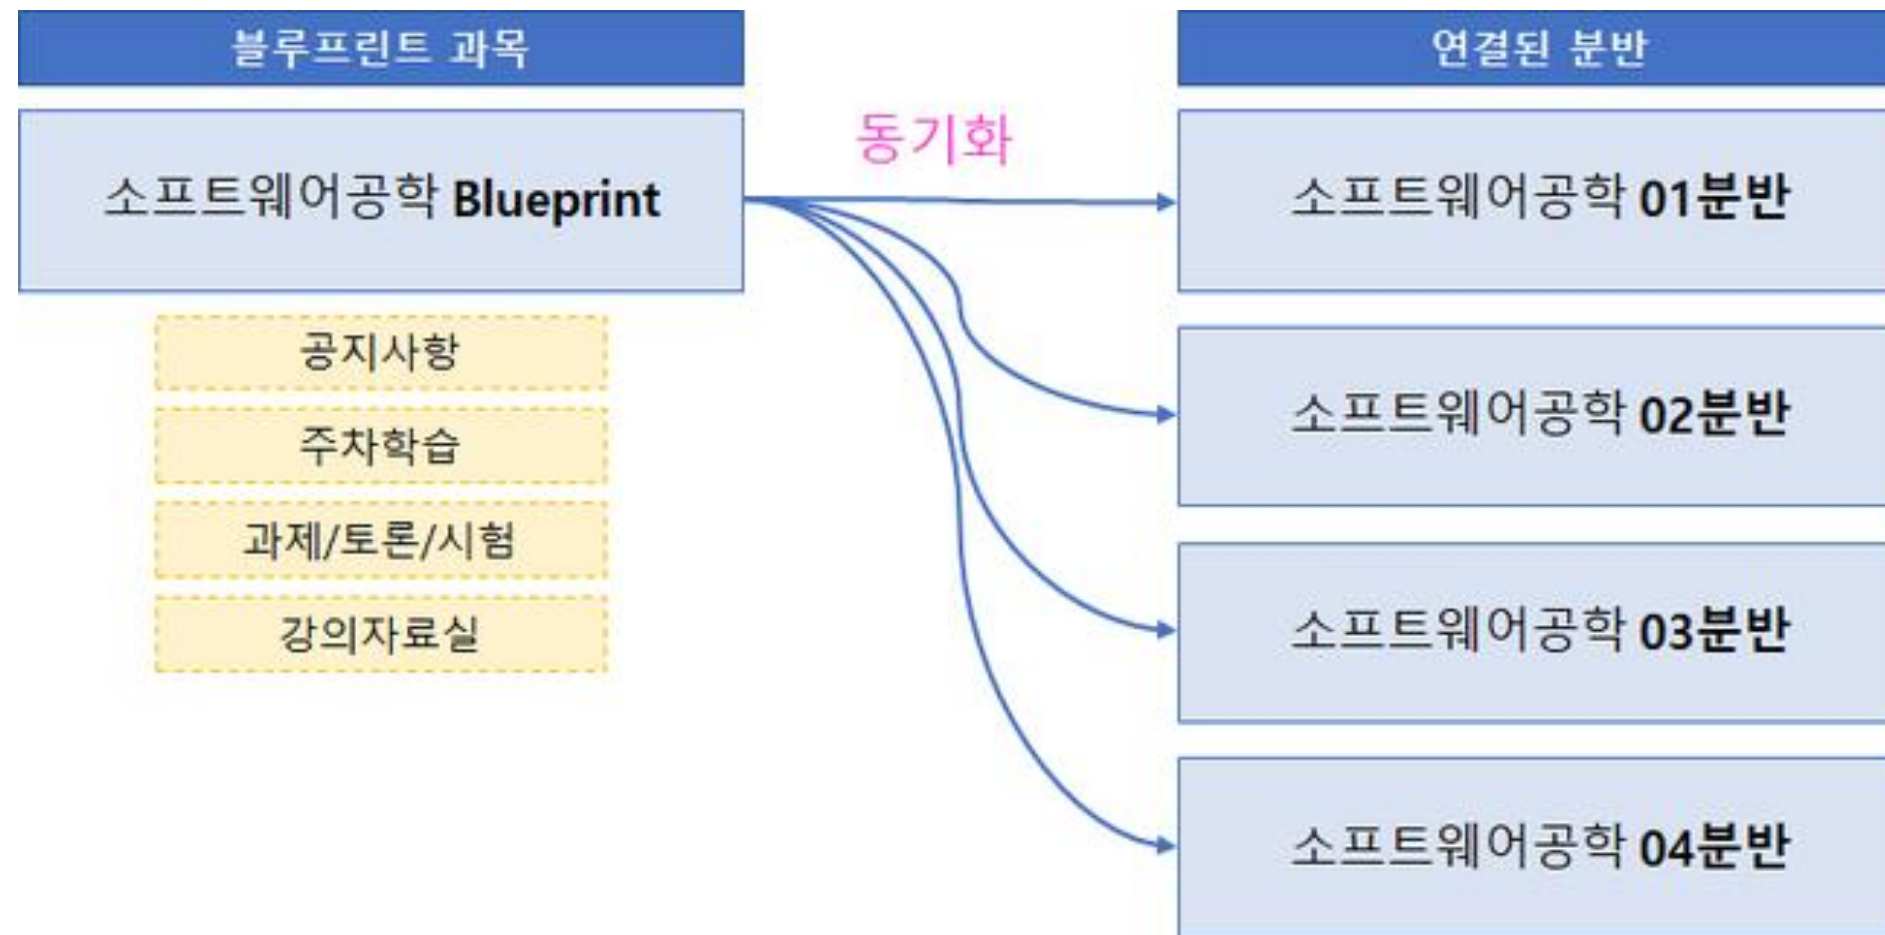 블루프린트 과목
소프트웨어공학 Blueprint
공지사항
주차학습
과제/토론/시험
강의자료실
동기화
연결된 분반
소프트웨어공학 01분반
소프트웨어공학 02분반
소프트웨어공학 03분반
소프트웨어공학 04분반